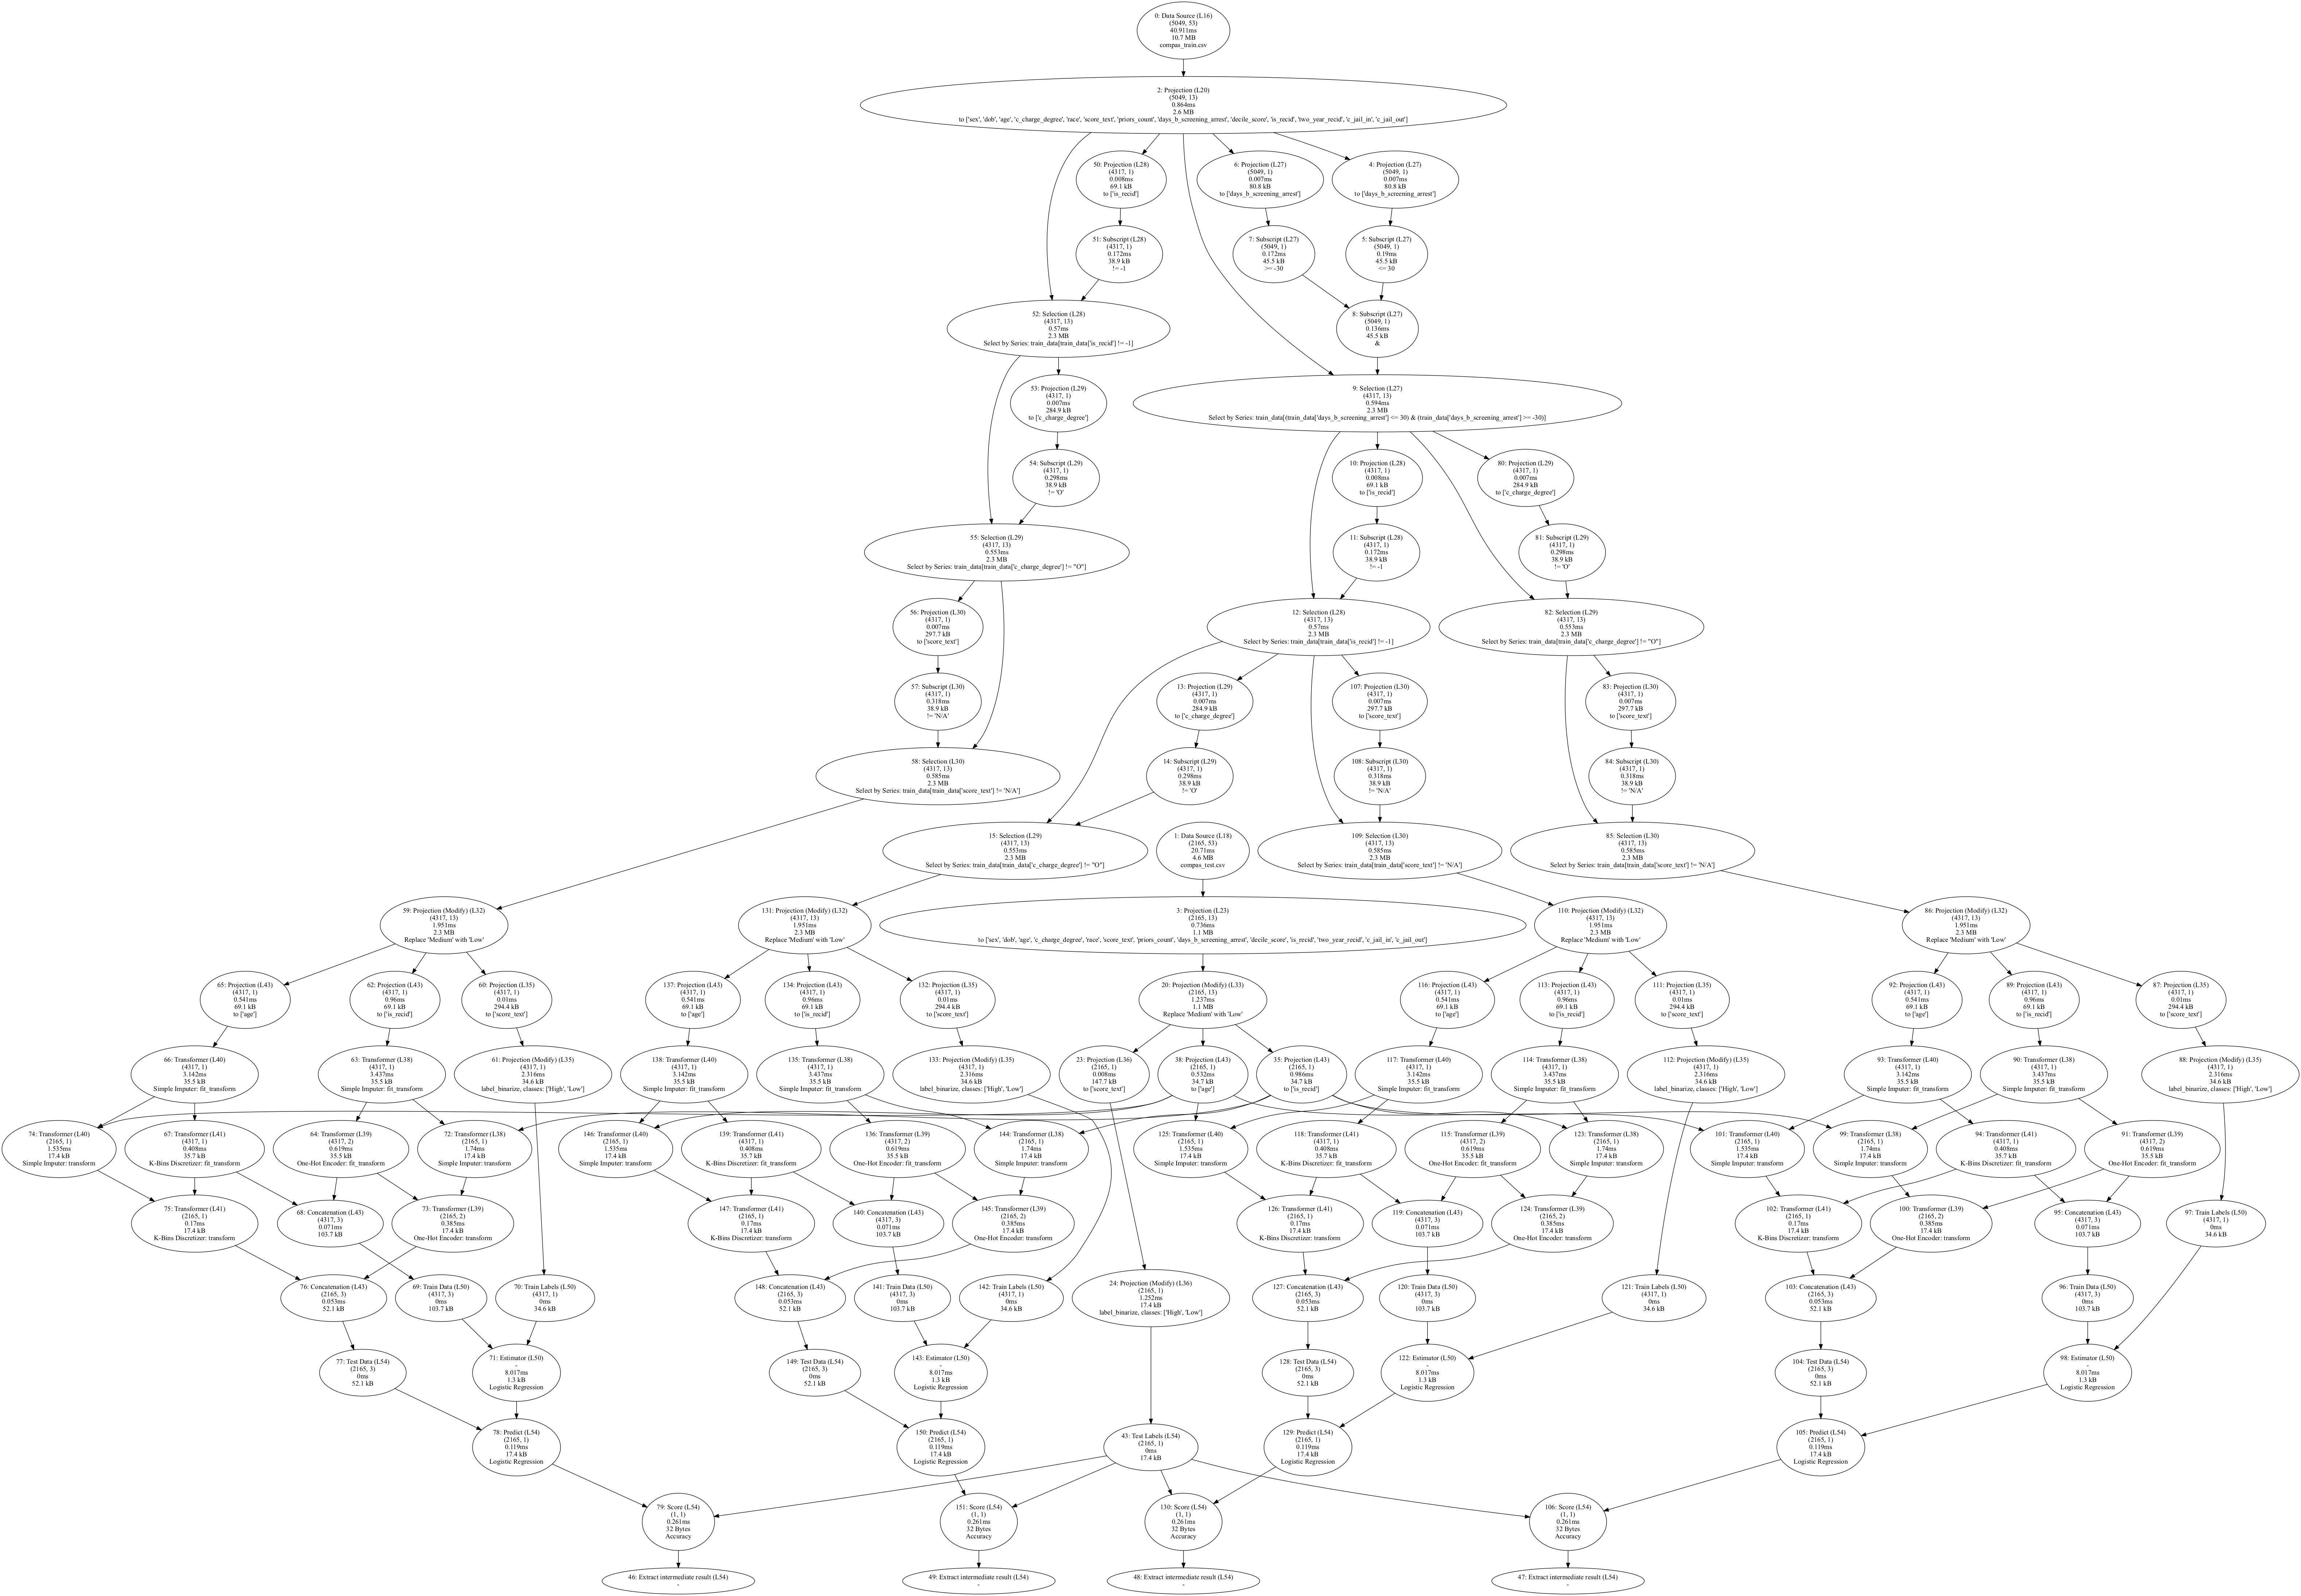 0: Data Source (L16)
(5049, 53)
40.911ms
10.7 MB
compas_train.csv
2: Projection (L20)
(5049, 13)
0.864ms
2.6 MB
to ['sex', 'dob', 'age', 'c_charge_degree', 'race', 'score_text', 'priors_count', 'days_b_screening_arrest', 'decile_score', 'is_recid', 'two_year_recid', 'c_jail_in', 'c_jail_out']
50: Projection (L28)
(4317, 1)
0.008ms
69.1 kB
to ['is_recid']
6: Projection (L27)
(5049, 1)
0.007ms
80.8 kB
to ['days_b_screening_arrest']
4: Projection (L27)
(5049, 1)
0.007ms
80.8 kB
to ['days_b_screening_arrest']
51: Subscript (L28)
(4317, 1)
0.172ms
38.9 kB
!= -1
7: Subscript (L27)
(5049, 1)
0.172ms
45.5 kB
>= -30
5: Subscript (L27)
(5049, 1)
0.19ms
45.5 kB
<= 30
52: Selection (L28)
(4317, 13)
0.57ms
2.3 MB
Select by Series: train_data[train_data['is_recid'] != -1]
8: Subscript (L27)
(5049, 1)
0.136ms
45.5 kB
&
53: Projection (L29)
(4317, 1)
0.007ms
284.9 kB
to ['c_charge_degree']
9: Selection (L27)
(4317, 13)
0.594ms
2.3 MB
Select by Series: train_data[(train_data['days_b_screening_arrest'] <= 30) & (train_data['days_b_screening_arrest'] >= -30)]
54: Subscript (L29)
(4317, 1)
0.298ms
38.9 kB
!= 'O'
10: Projection (L28)
(4317, 1)
0.008ms
69.1 kB
to ['is_recid']
80: Projection (L29)
(4317, 1)
0.007ms
284.9 kB
to ['c_charge_degree']
55: Selection (L29)
(4317, 13)
0.553ms
2.3 MB
Select by Series: train_data[train_data['c_charge_degree'] != "O"]
11: Subscript (L28)
(4317, 1)
0.172ms
38.9 kB
!= -1
81: Subscript (L29)
(4317, 1)
0.298ms
38.9 kB
!= 'O'
56: Projection (L30)
(4317, 1)
0.007ms
297.7 kB
to ['score_text']
12: Selection (L28)
(4317, 13)
0.57ms
2.3 MB
Select by Series: train_data[train_data['is_recid'] != -1]
82: Selection (L29)
(4317, 13)
0.553ms
2.3 MB
Select by Series: train_data[train_data['c_charge_degree'] != "O"]
57: Subscript (L30)
(4317, 1)
0.318ms
38.9 kB
!= 'N/A'
13: Projection (L29)
(4317, 1)
0.007ms
284.9 kB
to ['c_charge_degree']
107: Projection (L30)
(4317, 1)
0.007ms
297.7 kB
to ['score_text']
83: Projection (L30)
(4317, 1)
0.007ms
297.7 kB
to ['score_text']
58: Selection (L30)
(4317, 13)
0.585ms
2.3 MB
Select by Series: train_data[train_data['score_text'] != 'N/A']
14: Subscript (L29)
(4317, 1)
0.298ms
38.9 kB
!= 'O'
108: Subscript (L30)
(4317, 1)
0.318ms
38.9 kB
!= 'N/A'
84: Subscript (L30)
(4317, 1)
0.318ms
38.9 kB
!= 'N/A'
15: Selection (L29)
(4317, 13)
0.553ms
2.3 MB
Select by Series: train_data[train_data['c_charge_degree'] != "O"]
1: Data Source (L18)
(2165, 53)
20.71ms
4.6 MB
compas_test.csv
109: Selection (L30)
(4317, 13)
0.585ms
2.3 MB
Select by Series: train_data[train_data['score_text'] != 'N/A']
85: Selection (L30)
(4317, 13)
0.585ms
2.3 MB
Select by Series: train_data[train_data['score_text'] != 'N/A']
59: Projection (Modify) (L32)
(4317, 13)
1.951ms
2.3 MB
Replace 'Medium' with 'Low'
131: Projection (Modify) (L32)
(4317, 13)
1.951ms
2.3 MB
Replace 'Medium' with 'Low'
3: Projection (L23)
(2165, 13)
0.736ms
1.1 MB
to ['sex', 'dob', 'age', 'c_charge_degree', 'race', 'score_text', 'priors_count', 'days_b_screening_arrest', 'decile_score', 'is_recid', 'two_year_recid', 'c_jail_in', 'c_jail_out']
110: Projection (Modify) (L32)
(4317, 13)
1.951ms
2.3 MB
Replace 'Medium' with 'Low'
86: Projection (Modify) (L32)
(4317, 13)
1.951ms
2.3 MB
Replace 'Medium' with 'Low'
65: Projection (L43)
(4317, 1)
0.541ms
69.1 kB
to ['age']
62: Projection (L43)
(4317, 1)
0.96ms
69.1 kB
to ['is_recid']
60: Projection (L35)
(4317, 1)
0.01ms
294.4 kB
to ['score_text']
137: Projection (L43)
(4317, 1)
0.541ms
69.1 kB
to ['age']
134: Projection (L43)
(4317, 1)
0.96ms
69.1 kB
to ['is_recid']
132: Projection (L35)
(4317, 1)
0.01ms
294.4 kB
to ['score_text']
20: Projection (Modify) (L33)
(2165, 13)
1.237ms
1.1 MB
Replace 'Medium' with 'Low'
116: Projection (L43)
(4317, 1)
0.541ms
69.1 kB
to ['age']
113: Projection (L43)
(4317, 1)
0.96ms
69.1 kB
to ['is_recid']
111: Projection (L35)
(4317, 1)
0.01ms
294.4 kB
to ['score_text']
92: Projection (L43)
(4317, 1)
0.541ms
69.1 kB
to ['age']
89: Projection (L43)
(4317, 1)
0.96ms
69.1 kB
to ['is_recid']
87: Projection (L35)
(4317, 1)
0.01ms
294.4 kB
to ['score_text']
66: Transformer (L40)
(4317, 1)
3.142ms
35.5 kB
Simple Imputer: fit_transform
63: Transformer (L38)
(4317, 1)
3.437ms
35.5 kB
Simple Imputer: fit_transform
61: Projection (Modify) (L35)
(4317, 1)
2.316ms
34.6 kB
label_binarize, classes: ['High', 'Low']
138: Transformer (L40)
(4317, 1)
3.142ms
35.5 kB
Simple Imputer: fit_transform
135: Transformer (L38)
(4317, 1)
3.437ms
35.5 kB
Simple Imputer: fit_transform
133: Projection (Modify) (L35)
(4317, 1)
2.316ms
34.6 kB
label_binarize, classes: ['High', 'Low']
23: Projection (L36)
(2165, 1)
0.008ms
147.7 kB
to ['score_text']
38: Projection (L43)
(2165, 1)
0.532ms
34.7 kB
to ['age']
35: Projection (L43)
(2165, 1)
0.986ms
34.7 kB
to ['is_recid']
117: Transformer (L40)
(4317, 1)
3.142ms
35.5 kB
Simple Imputer: fit_transform
114: Transformer (L38)
(4317, 1)
3.437ms
35.5 kB
Simple Imputer: fit_transform
112: Projection (Modify) (L35)
(4317, 1)
2.316ms
34.6 kB
label_binarize, classes: ['High', 'Low']
93: Transformer (L40)
(4317, 1)
3.142ms
35.5 kB
Simple Imputer: fit_transform
90: Transformer (L38)
(4317, 1)
3.437ms
35.5 kB
Simple Imputer: fit_transform
88: Projection (Modify) (L35)
(4317, 1)
2.316ms
34.6 kB
label_binarize, classes: ['High', 'Low']
74: Transformer (L40)
(2165, 1)
1.535ms
17.4 kB
Simple Imputer: transform
67: Transformer (L41)
(4317, 1)
0.408ms
35.7 kB
K-Bins Discretizer: fit_transform
64: Transformer (L39)
(4317, 2)
0.619ms
35.5 kB
One-Hot Encoder: fit_transform
72: Transformer (L38)
(2165, 1)
1.74ms
17.4 kB
Simple Imputer: transform
146: Transformer (L40)
(2165, 1)
1.535ms
17.4 kB
Simple Imputer: transform
139: Transformer (L41)
(4317, 1)
0.408ms
35.7 kB
K-Bins Discretizer: fit_transform
136: Transformer (L39)
(4317, 2)
0.619ms
35.5 kB
One-Hot Encoder: fit_transform
144: Transformer (L38)
(2165, 1)
1.74ms
17.4 kB
Simple Imputer: transform
125: Transformer (L40)
(2165, 1)
1.535ms
17.4 kB
Simple Imputer: transform
118: Transformer (L41)
(4317, 1)
0.408ms
35.7 kB
K-Bins Discretizer: fit_transform
115: Transformer (L39)
(4317, 2)
0.619ms
35.5 kB
One-Hot Encoder: fit_transform
123: Transformer (L38)
(2165, 1)
1.74ms
17.4 kB
Simple Imputer: transform
101: Transformer (L40)
(2165, 1)
1.535ms
17.4 kB
Simple Imputer: transform
99: Transformer (L38)
(2165, 1)
1.74ms
17.4 kB
Simple Imputer: transform
94: Transformer (L41)
(4317, 1)
0.408ms
35.7 kB
K-Bins Discretizer: fit_transform
91: Transformer (L39)
(4317, 2)
0.619ms
35.5 kB
One-Hot Encoder: fit_transform
75: Transformer (L41)
(2165, 1)
0.17ms
17.4 kB
K-Bins Discretizer: transform
68: Concatenation (L43)
(4317, 3)
0.071ms
103.7 kB
73: Transformer (L39)
(2165, 2)
0.385ms
17.4 kB
One-Hot Encoder: transform
147: Transformer (L41)
(2165, 1)
0.17ms
17.4 kB
K-Bins Discretizer: transform
140: Concatenation (L43)
(4317, 3)
0.071ms
103.7 kB
145: Transformer (L39)
(2165, 2)
0.385ms
17.4 kB
One-Hot Encoder: transform
126: Transformer (L41)
(2165, 1)
0.17ms
17.4 kB
K-Bins Discretizer: transform
119: Concatenation (L43)
(4317, 3)
0.071ms
103.7 kB
124: Transformer (L39)
(2165, 2)
0.385ms
17.4 kB
One-Hot Encoder: transform
102: Transformer (L41)
(2165, 1)
0.17ms
17.4 kB
K-Bins Discretizer: transform
100: Transformer (L39)
(2165, 2)
0.385ms
17.4 kB
One-Hot Encoder: transform
95: Concatenation (L43)
(4317, 3)
0.071ms
103.7 kB
97: Train Labels (L50)
(4317, 1)
0ms
34.6 kB
76: Concatenation (L43)
(2165, 3)
0.053ms
52.1 kB
69: Train Data (L50)
(4317, 3)
0ms
103.7 kB
70: Train Labels (L50)
(4317, 1)
0ms
34.6 kB
148: Concatenation (L43)
(2165, 3)
0.053ms
52.1 kB
141: Train Data (L50)
(4317, 3)
0ms
103.7 kB
142: Train Labels (L50)
(4317, 1)
0ms
34.6 kB
24: Projection (Modify) (L36)
(2165, 1)
1.252ms
17.4 kB
label_binarize, classes: ['High', 'Low']
127: Concatenation (L43)
(2165, 3)
0.053ms
52.1 kB
120: Train Data (L50)
(4317, 3)
0ms
103.7 kB
121: Train Labels (L50)
(4317, 1)
0ms
34.6 kB
103: Concatenation (L43)
(2165, 3)
0.053ms
52.1 kB
96: Train Data (L50)
(4317, 3)
0ms
103.7 kB
77: Test Data (L54)
(2165, 3)
0ms
52.1 kB
71: Estimator (L50)
-
8.017ms
1.3 kB
Logistic Regression
149: Test Data (L54)
(2165, 3)
0ms
52.1 kB
143: Estimator (L50)
-
8.017ms
1.3 kB
Logistic Regression
128: Test Data (L54)
(2165, 3)
0ms
52.1 kB
122: Estimator (L50)
-
8.017ms
1.3 kB
Logistic Regression
104: Test Data (L54)
(2165, 3)
0ms
52.1 kB
98: Estimator (L50)
-
8.017ms
1.3 kB
Logistic Regression
78: Predict (L54)
(2165, 1)
0.119ms
17.4 kB
Logistic Regression
150: Predict (L54)
(2165, 1)
0.119ms
17.4 kB
Logistic Regression
43: Test Labels (L54)
(2165, 1)
0ms
17.4 kB
129: Predict (L54)
(2165, 1)
0.119ms
17.4 kB
Logistic Regression
105: Predict (L54)
(2165, 1)
0.119ms
17.4 kB
Logistic Regression
79: Score (L54)
(1, 1)
0.261ms
32 Bytes
Accuracy
151: Score (L54)
(1, 1)
0.261ms
32 Bytes
Accuracy
130: Score (L54)
(1, 1)
0.261ms
32 Bytes
Accuracy
106: Score (L54)
(1, 1)
0.261ms
32 Bytes
Accuracy
46: Extract intermediate result (L54)
-
49: Extract intermediate result (L54)
-
48: Extract intermediate result (L54)
-
47: Extract intermediate result (L54)
-